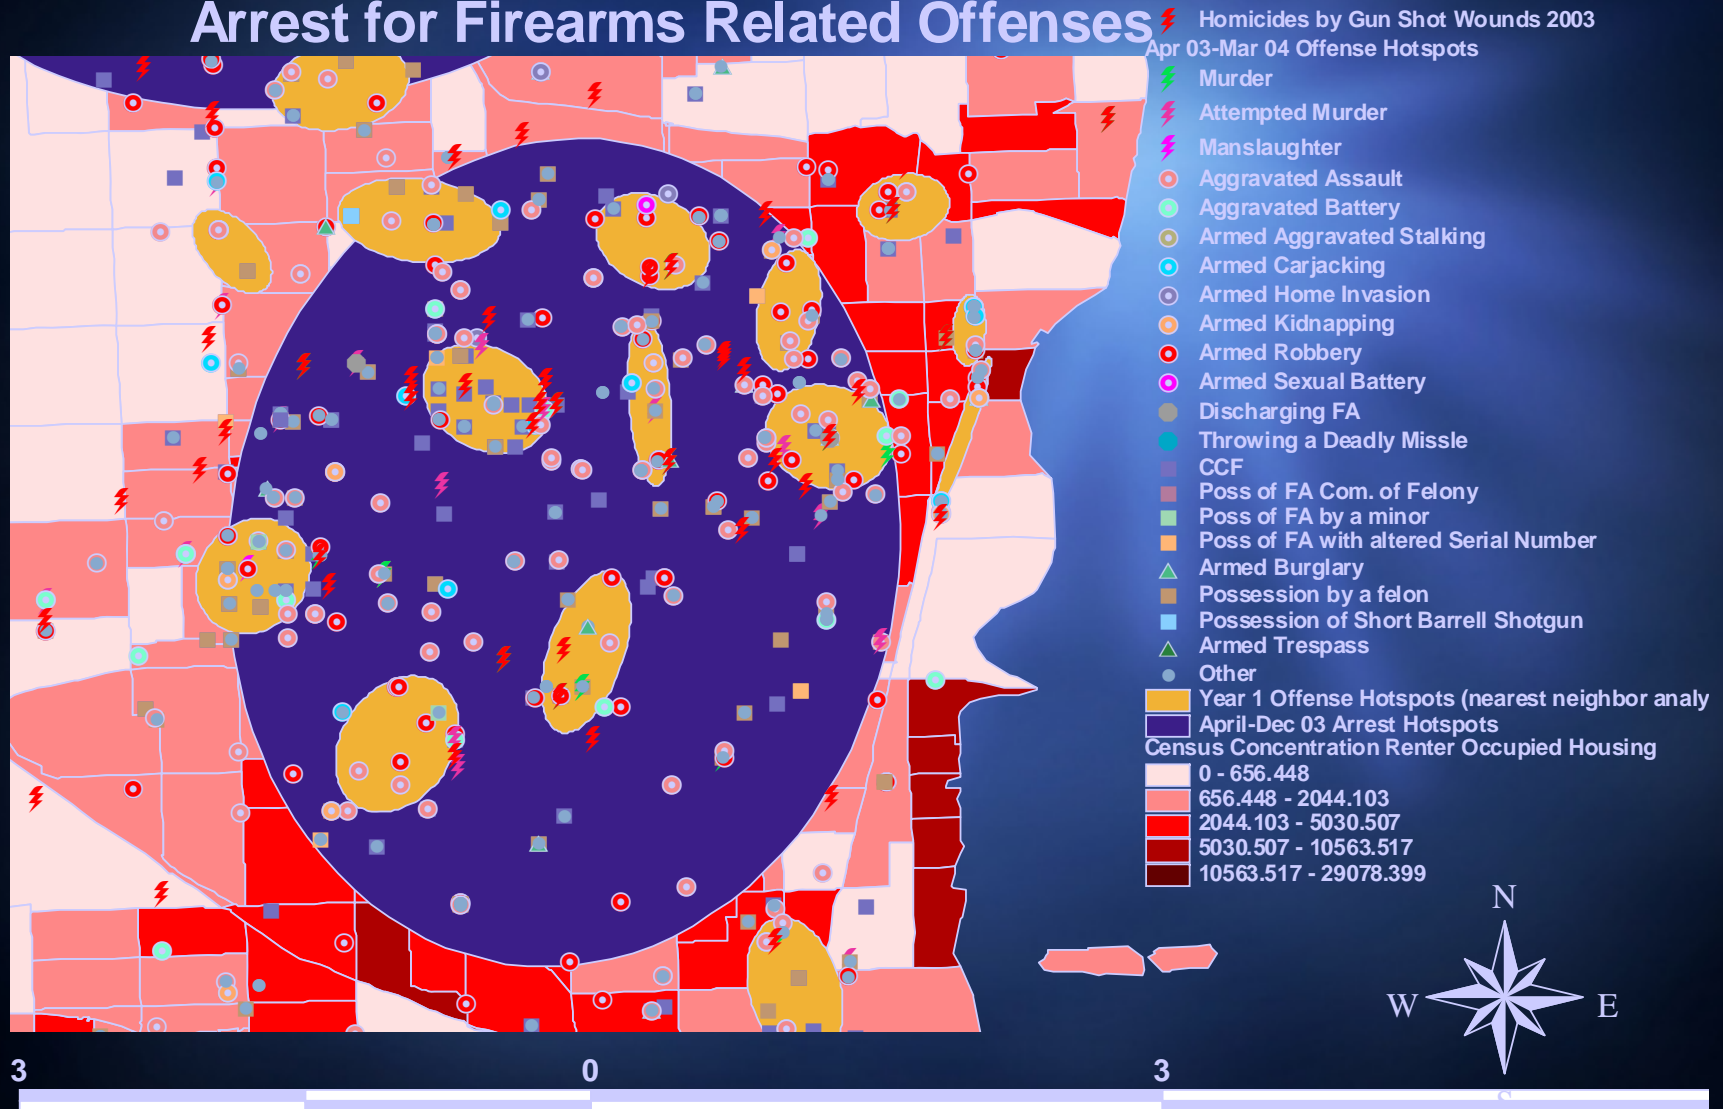 Arrest for Firearms Related Offenses
Homicides by Gun Shot Wounds 2003
Apr 03-Mar 04 Offense Hotspots
Murder
Attempted Murder
Manslaughter
Aggravated Assault
Aggravated Battery
Armed Aggravated Stalking
Armed Carjacking
Armed Home Invasion
Armed Kidnapping
Armed Robbery
Armed Sexual Battery
Discharging FA
Throwing a Deadly Missle
CCF
Poss of FA Com. of Felony
Poss of FA by a minor
Poss of FA with altered Serial Number
Armed Burglary
Possession by a felon
Possession of Short Barrell Shotgun
Armed Trespass
Other
Year 1 Offense Hotspots (nearest neighbor analy
April-Dec 03 Arrest Hotspots
Census Concentration Renter Occupied Housing
0 - 656.448
656.448 - 2044.103
2044.103 - 5030.507
5030.507 - 10563.517
10563.517 - 29078.399
N
W E
S
3 0 3